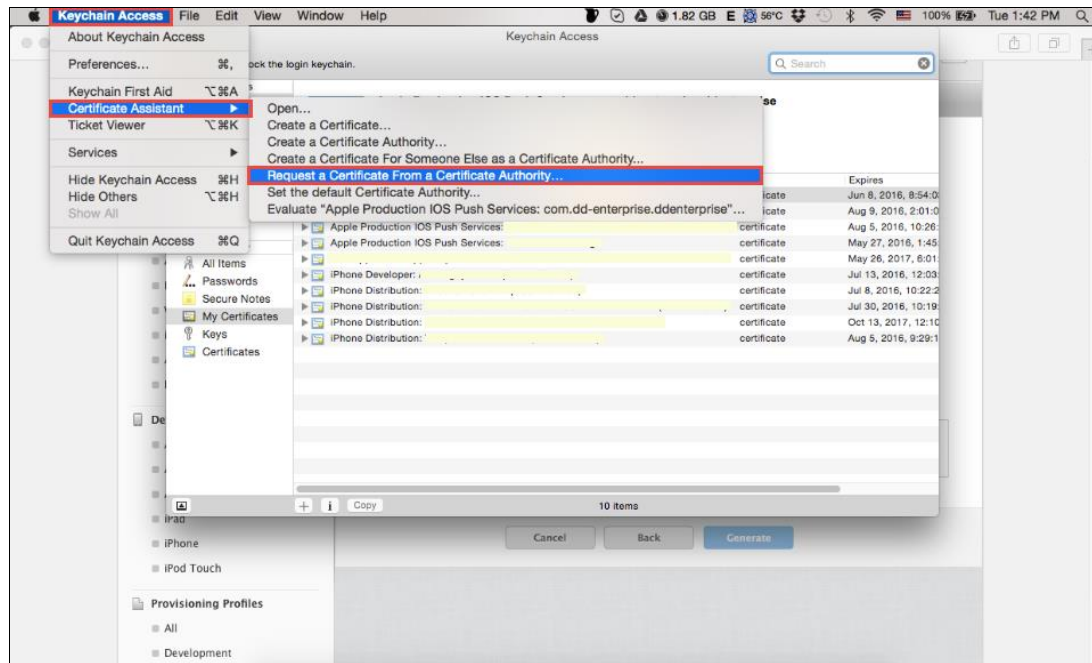 Keychain Access File Edit View Window Help 1.82 GB E 56°C 100% Tue 1:42 PM
About Keychain Access
Keychain Access
Preferences... ⌘,
ock the login keychain.
Search
Keychain First Aid ⌥⌘A
Certificate Assistant
Ticket Viewer ⌥⌘K
Services
Hide Keychain Access ⌘H
Hide Others ⌥⌘H
Show All
Quit Keychain Access ⌘Q
Open...
Create a Certificate...
Create a Certificate Authority...
Create a Certificate For Someone Else as a Certificate Authority...
Request a Certificate From a Certificate Authority...
Set the default Certificate Authority...
Evaluate "Apple Production IOS Push Services: com.dd-enterprise.ddenterprise"...
se
Expires
icate Jun 8, 2016, 8:54:0
icate Aug 9, 2016, 2:01:0
Apple Production IOS Push Services: certificate Aug 5, 2016, 10:26:
Apple Production IOS Push Services: certificate May 27, 2016, 1:45:
certificate May 26, 2017, 6:01:
iPhone Developer: certificate Jul 13, 2016, 12:03:
iPhone Distribution: certificate Jul 8, 2016, 10:22:2
iPhone Distribution: certificate Jul 30, 2016, 10:19:
iPhone Distribution: certificate Oct 13, 2017, 12:10
iPhone Distribution: certificate Aug 5, 2016, 9:29:1
All Items
Passwords
Secure Notes
My Certificates
Keys
Certificates
De
Copy
10 items
iPad
iPhone
iPod Touch
Cancel Back Generate
Provisioning Profiles
All
Development